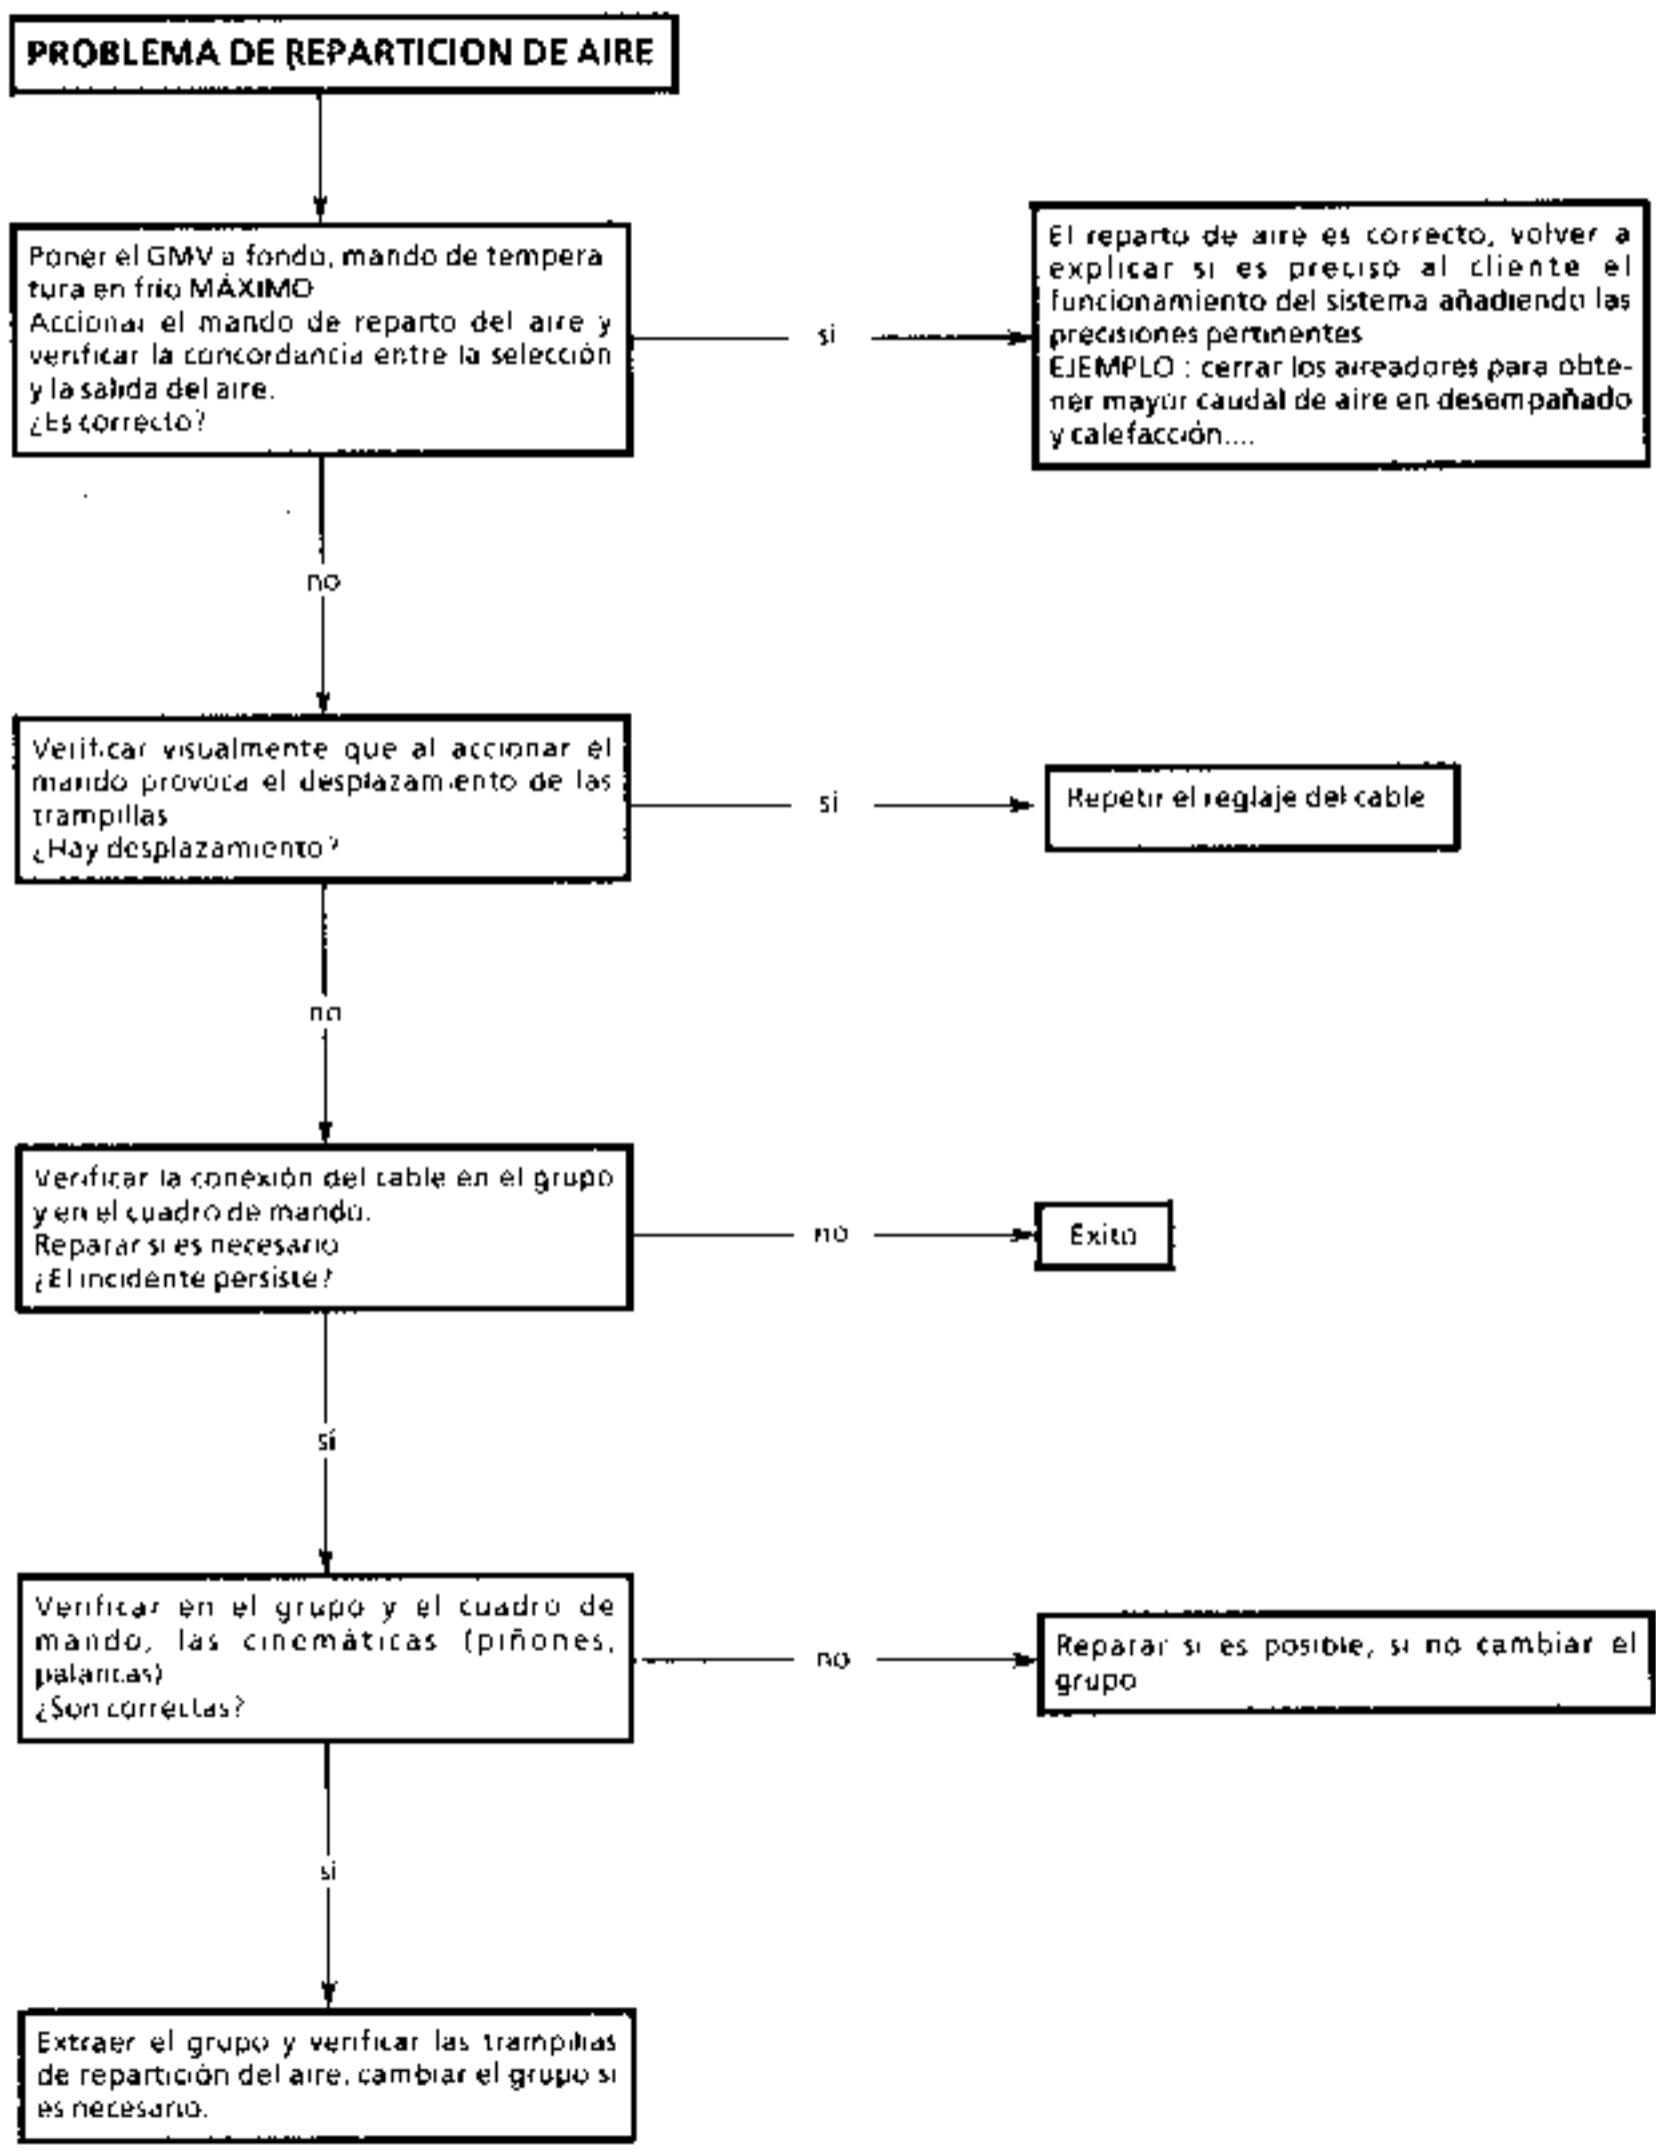 PROBLEMA DE REPARTICION DE AIRE
Poner el GMV a fondo, mando de tempera
tura en frio MÁXIMO
Accionar el mando de reparto del aire y
verificar la concordancia entre la selección
y la salida del aire.
¿Es correcto?
si
El reparto de aire es correcto, volver a
explicar si es preciso al cliente el
funcionamiento del sistema añadiendo las
precisiones pertinentes
EJEMPLO : cerrar los aireadores para obte-
ner mayor caudal de aire en desempañado
y calefacción....
no
Verificar visualmente que al accionar el
mando provoca el desplazamiento de las
trampillas
¿Hay desplazamiento?
si
Repetir el reglaje del cable
no
Verificar la conexión del cable en el grupo
y en el cuadro de mando.
Reparar si es necesario
¿El incidente persiste?
no
Exito
sí
Verificar en el grupo y el cuadro de
mando, las cinemáticas (piñones,
palancas)
¿Son correctas?
no
Reparar si es posible, si no cambiar el
grupo
si
Extraer el grupo y verificar las trampillas
de repartición del aire, cambiar el grupo si
es necesario.